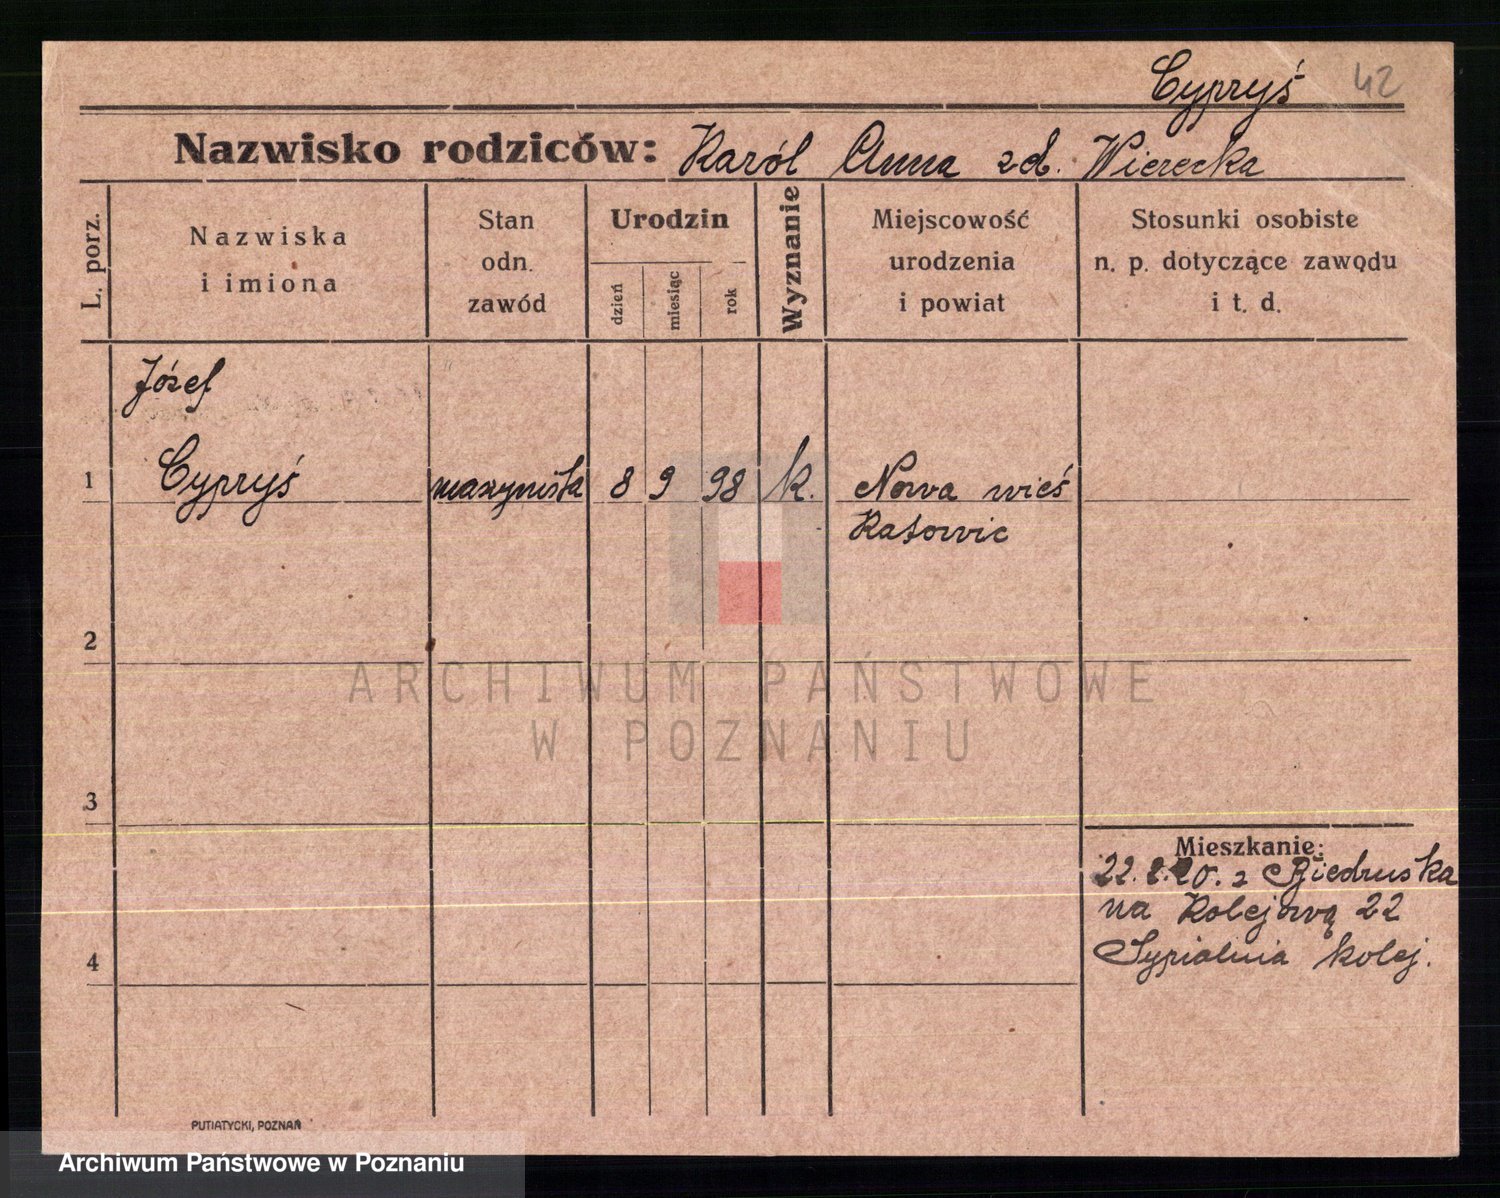 Cypryś 42
Nazwisko rodziców: Karól Anna zd. Wierecka
L. porz.
Nazwiska
i imiona
Stan
odn.
zawód
Urodzin
dzień
miesiąc
rok
Wyznanie
Miejscowość
urodzenia
i powiat
Stosunki osobiste
n. p. dotyczące zawodu
i t. d.
Józef
1 Cypryś maszynista 8 9 98 k. Nowa wieś
Katowic
2
ARCHIWUM PAŃSTWOWE
W POZNANIU
3
Mieszkanie:
22. 2. 20. z Biedruska
na Kolejową 22
4 Sypialnia kolej.
PUTIATYCKI, POZNAŃ
Archiwum Państwowe w Poznaniu